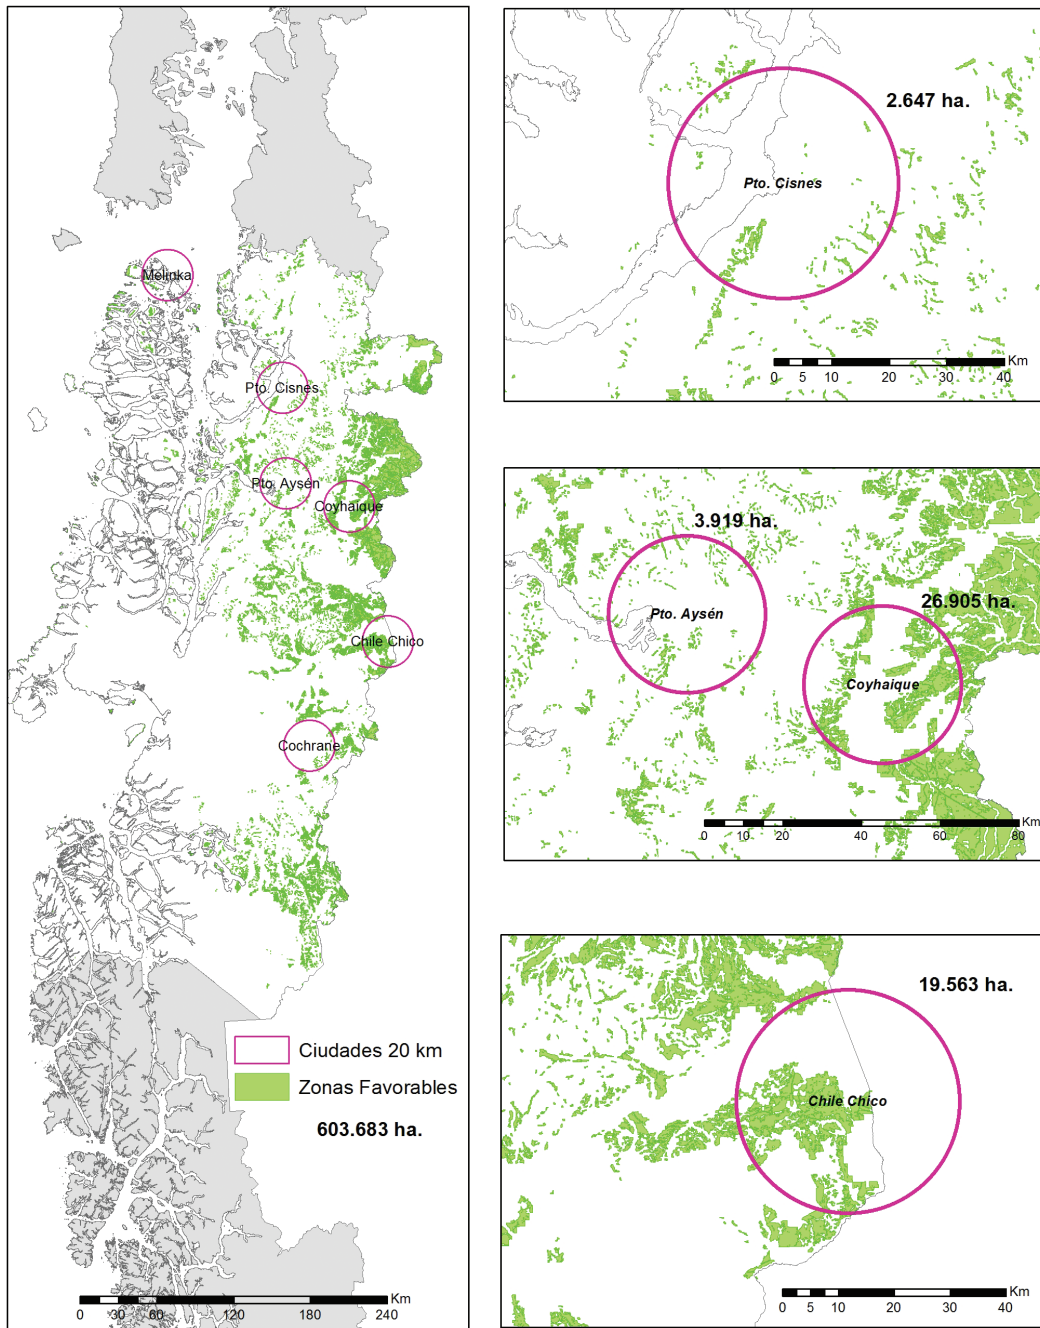 Melinka
Pto. Cisnes
Pto. Aysén
Coyhaique
Chile Chico
Cochrane
Ciudades 20 km
Zonas Favorables
603.683 ha.
Km
0 30 60 120 180 240
2.647 ha.
Pto. Cisnes
Km
0 5 10 20 30 40
3.919 ha.
26.905 ha.
Pto. Aysén
Coyhaique
Km
0 10 20 40 60 80
19.563 ha.
Chile Chico
Km
0 5 10 20 30 40